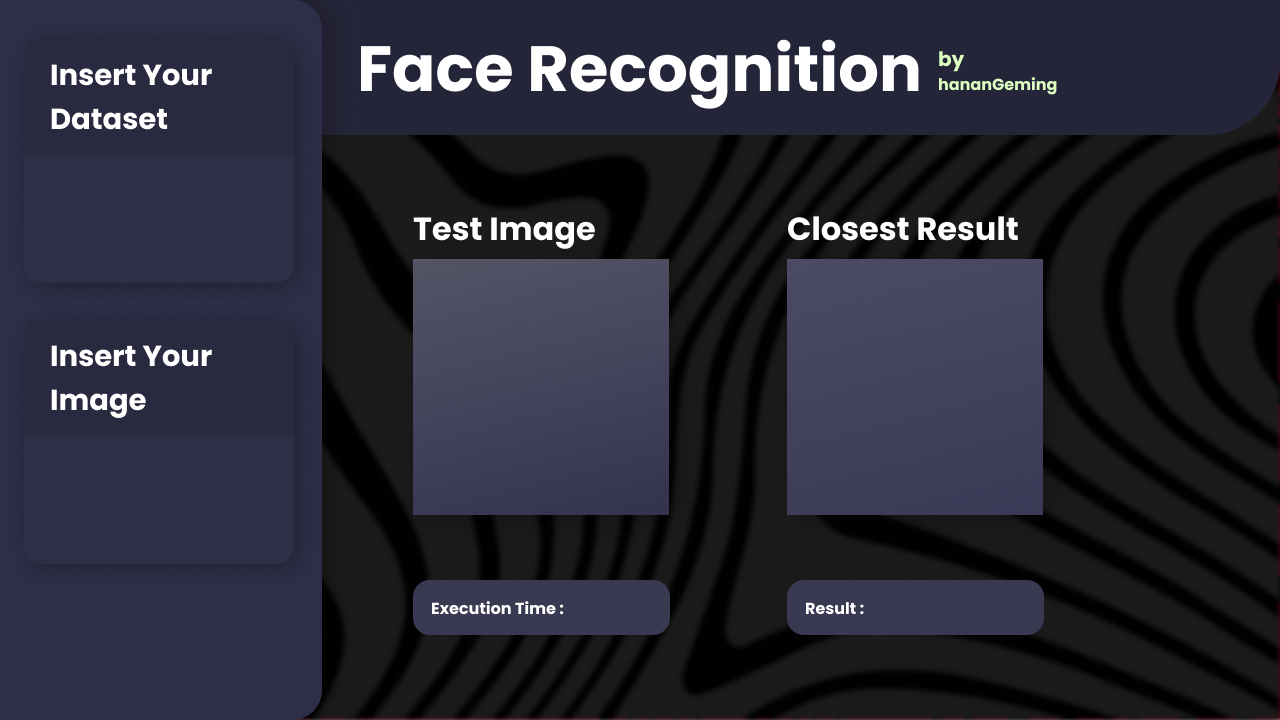 Insert Your
Dataset
Insert Your
Image
Face Recognition
by
hananGeming
Test Image
Closest Result
Execution Time :
Result :